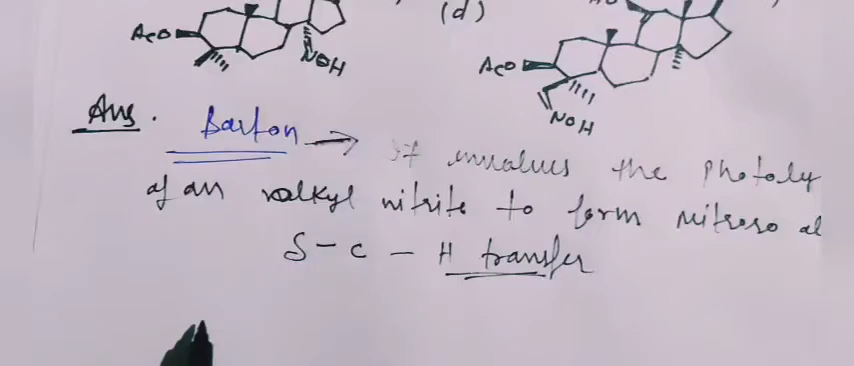 (d)
AcO
NOH
AcO
NOH
Ans.
Barton → It involves the photoly
of an alkyl nitrite to form nitroso al
δ - C - H transfer